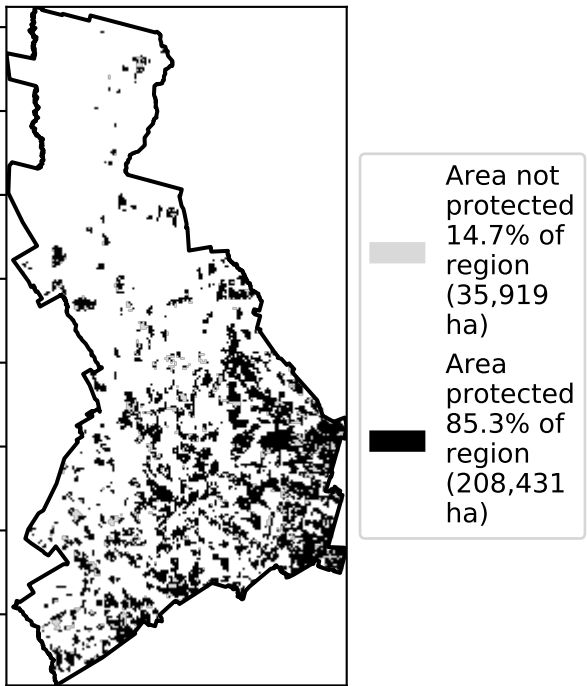 Area not
protected
14.7% of
region
(35,919
ha)
Area
protected
85.3% of
region
(208,431
ha)